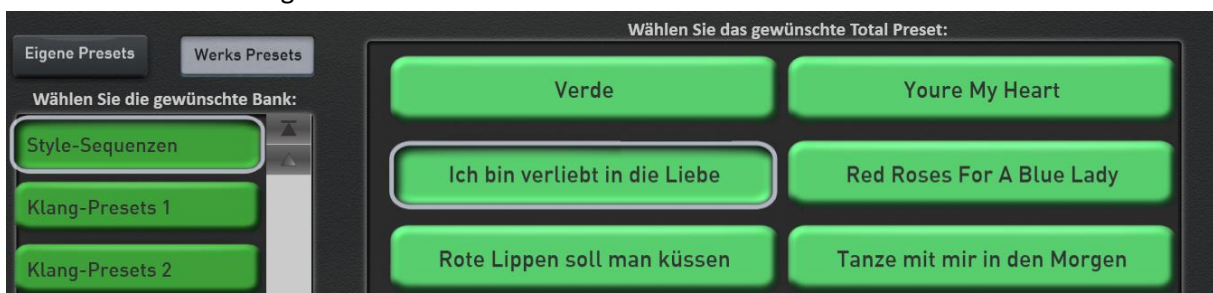 Wählen Sie das gewünschte Total Preset:
Eigene Presets
Werks Presets
Wählen Sie die gewünschte Bank:
Style-Sequenzen
Klang-Presets 1
Klang-Presets 2
Verde
Youre My Heart
Ich bin verliebt in die Liebe
Red Roses For A Blue Lady
Rote Lippen soll man küssen
Tanze mit mir in den Morgen